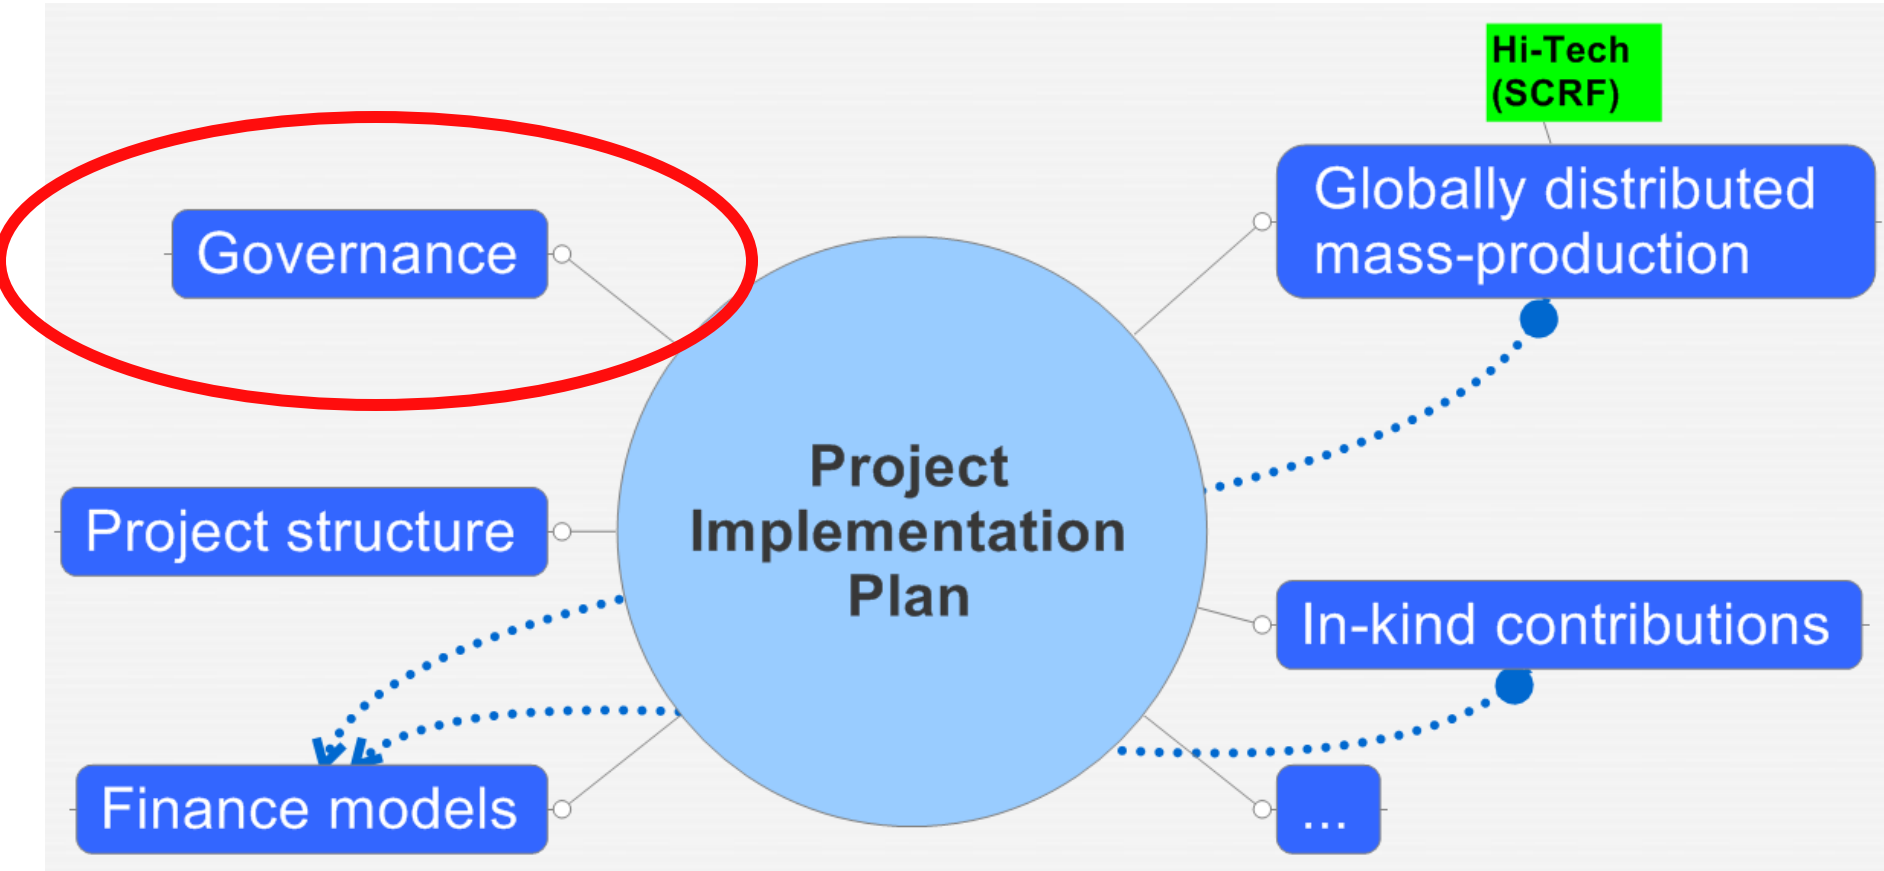 Hi-Tech
(SCRF)
Governance
Globally distributed
mass-production
Project structure
Project
Implementation
Plan
In-kind contributions
Finance models
...